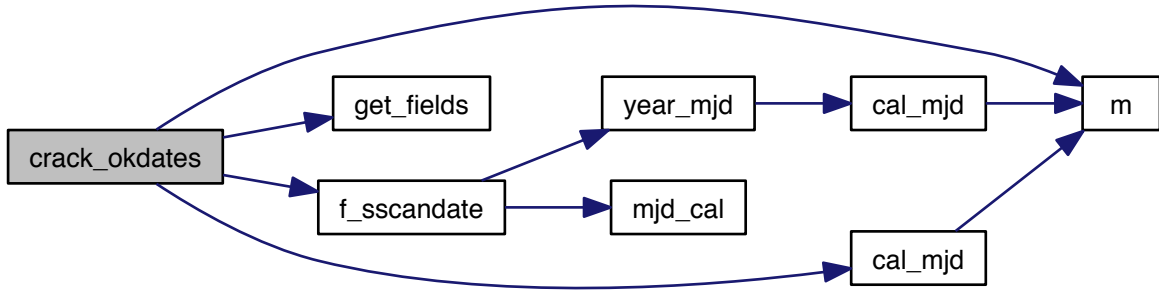 crack_okdates
get_fields
f_sscandate
year_mjd
mjd_cal
cal_mjd
cal_mjd
m